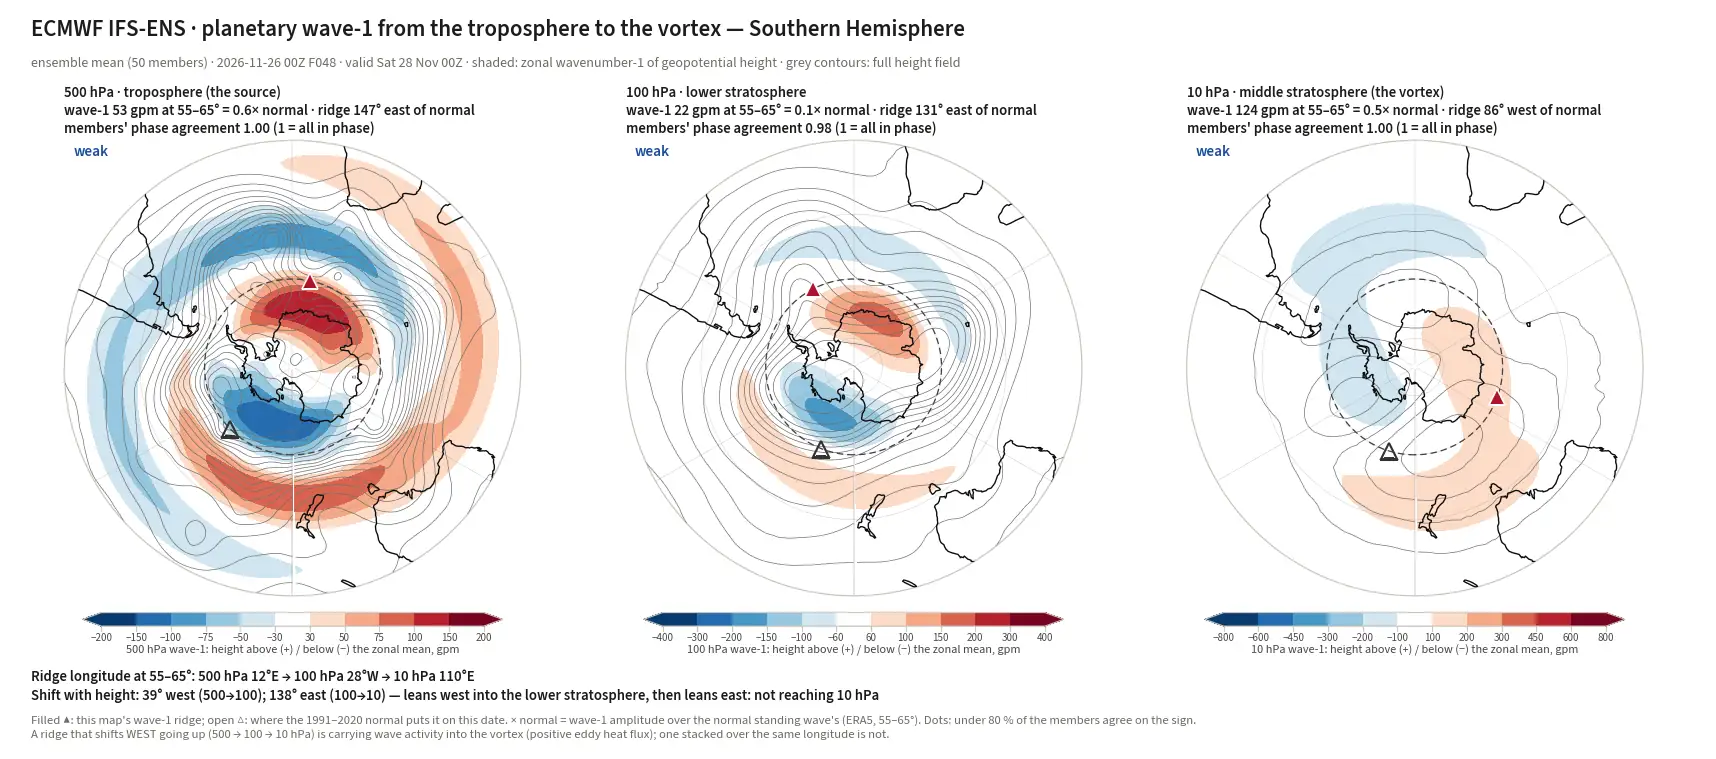 ECMWF IFS-ENS · planetary wave-1 from the troposphere to the vortex — Southern Hemisphere
ensemble mean (50 members) · 2026-11-26 00Z F048 · valid Sat 28 Nov 00Z · shaded: zonal wavenumber-1 of geopotential height · grey contours: full height field
500 hPa · troposphere (the source)
wave-1 53 gpm at 55–65° = 0.6× normal · ridge 147° east of normal
members' phase agreement 1.00 (1 = all in phase)
weak
100 hPa · lower stratosphere
wave-1 22 gpm at 55–65° = 0.1× normal · ridge 131° east of normal
members' phase agreement 0.98 (1 = all in phase)
weak
10 hPa · middle stratosphere (the vortex)
wave-1 124 gpm at 55–65° = 0.5× normal · ridge 86° west of normal
members' phase agreement 1.00 (1 = all in phase)
weak
−200 −150 −100 −75 −50 −30 30 50 75 100 150 200
500 hPa wave-1: height above (+) / below (−) the zonal mean, gpm
−400 −300 −200 −150 −100 −60 60 100 150 200 300 400
100 hPa wave-1: height above (+) / below (−) the zonal mean, gpm
−800 −600 −450 −300 −200 −100 100 200 300 450 600 800
10 hPa wave-1: height above (+) / below (−) the zonal mean, gpm
Ridge longitude at 55–65°: 500 hPa 12°E → 100 hPa 28°W → 10 hPa 110°E
Shift with height: 39° west (500→100); 138° east (100→10) — leans west into the lower stratosphere, then leans east: not reaching 10 hPa
Filled ▲: this map's wave-1 ridge; open △: where the 1991–2020 normal puts it on this date. × normal = wave-1 amplitude over the normal standing wave's (ERA5, 55–65°). Dots: under 80 % of the members agree on the sign.
A ridge that shifts WEST going up (500 → 100 → 10 hPa) is carrying wave activity into the vortex (positive eddy heat flux); one stacked over the same longitude is not.